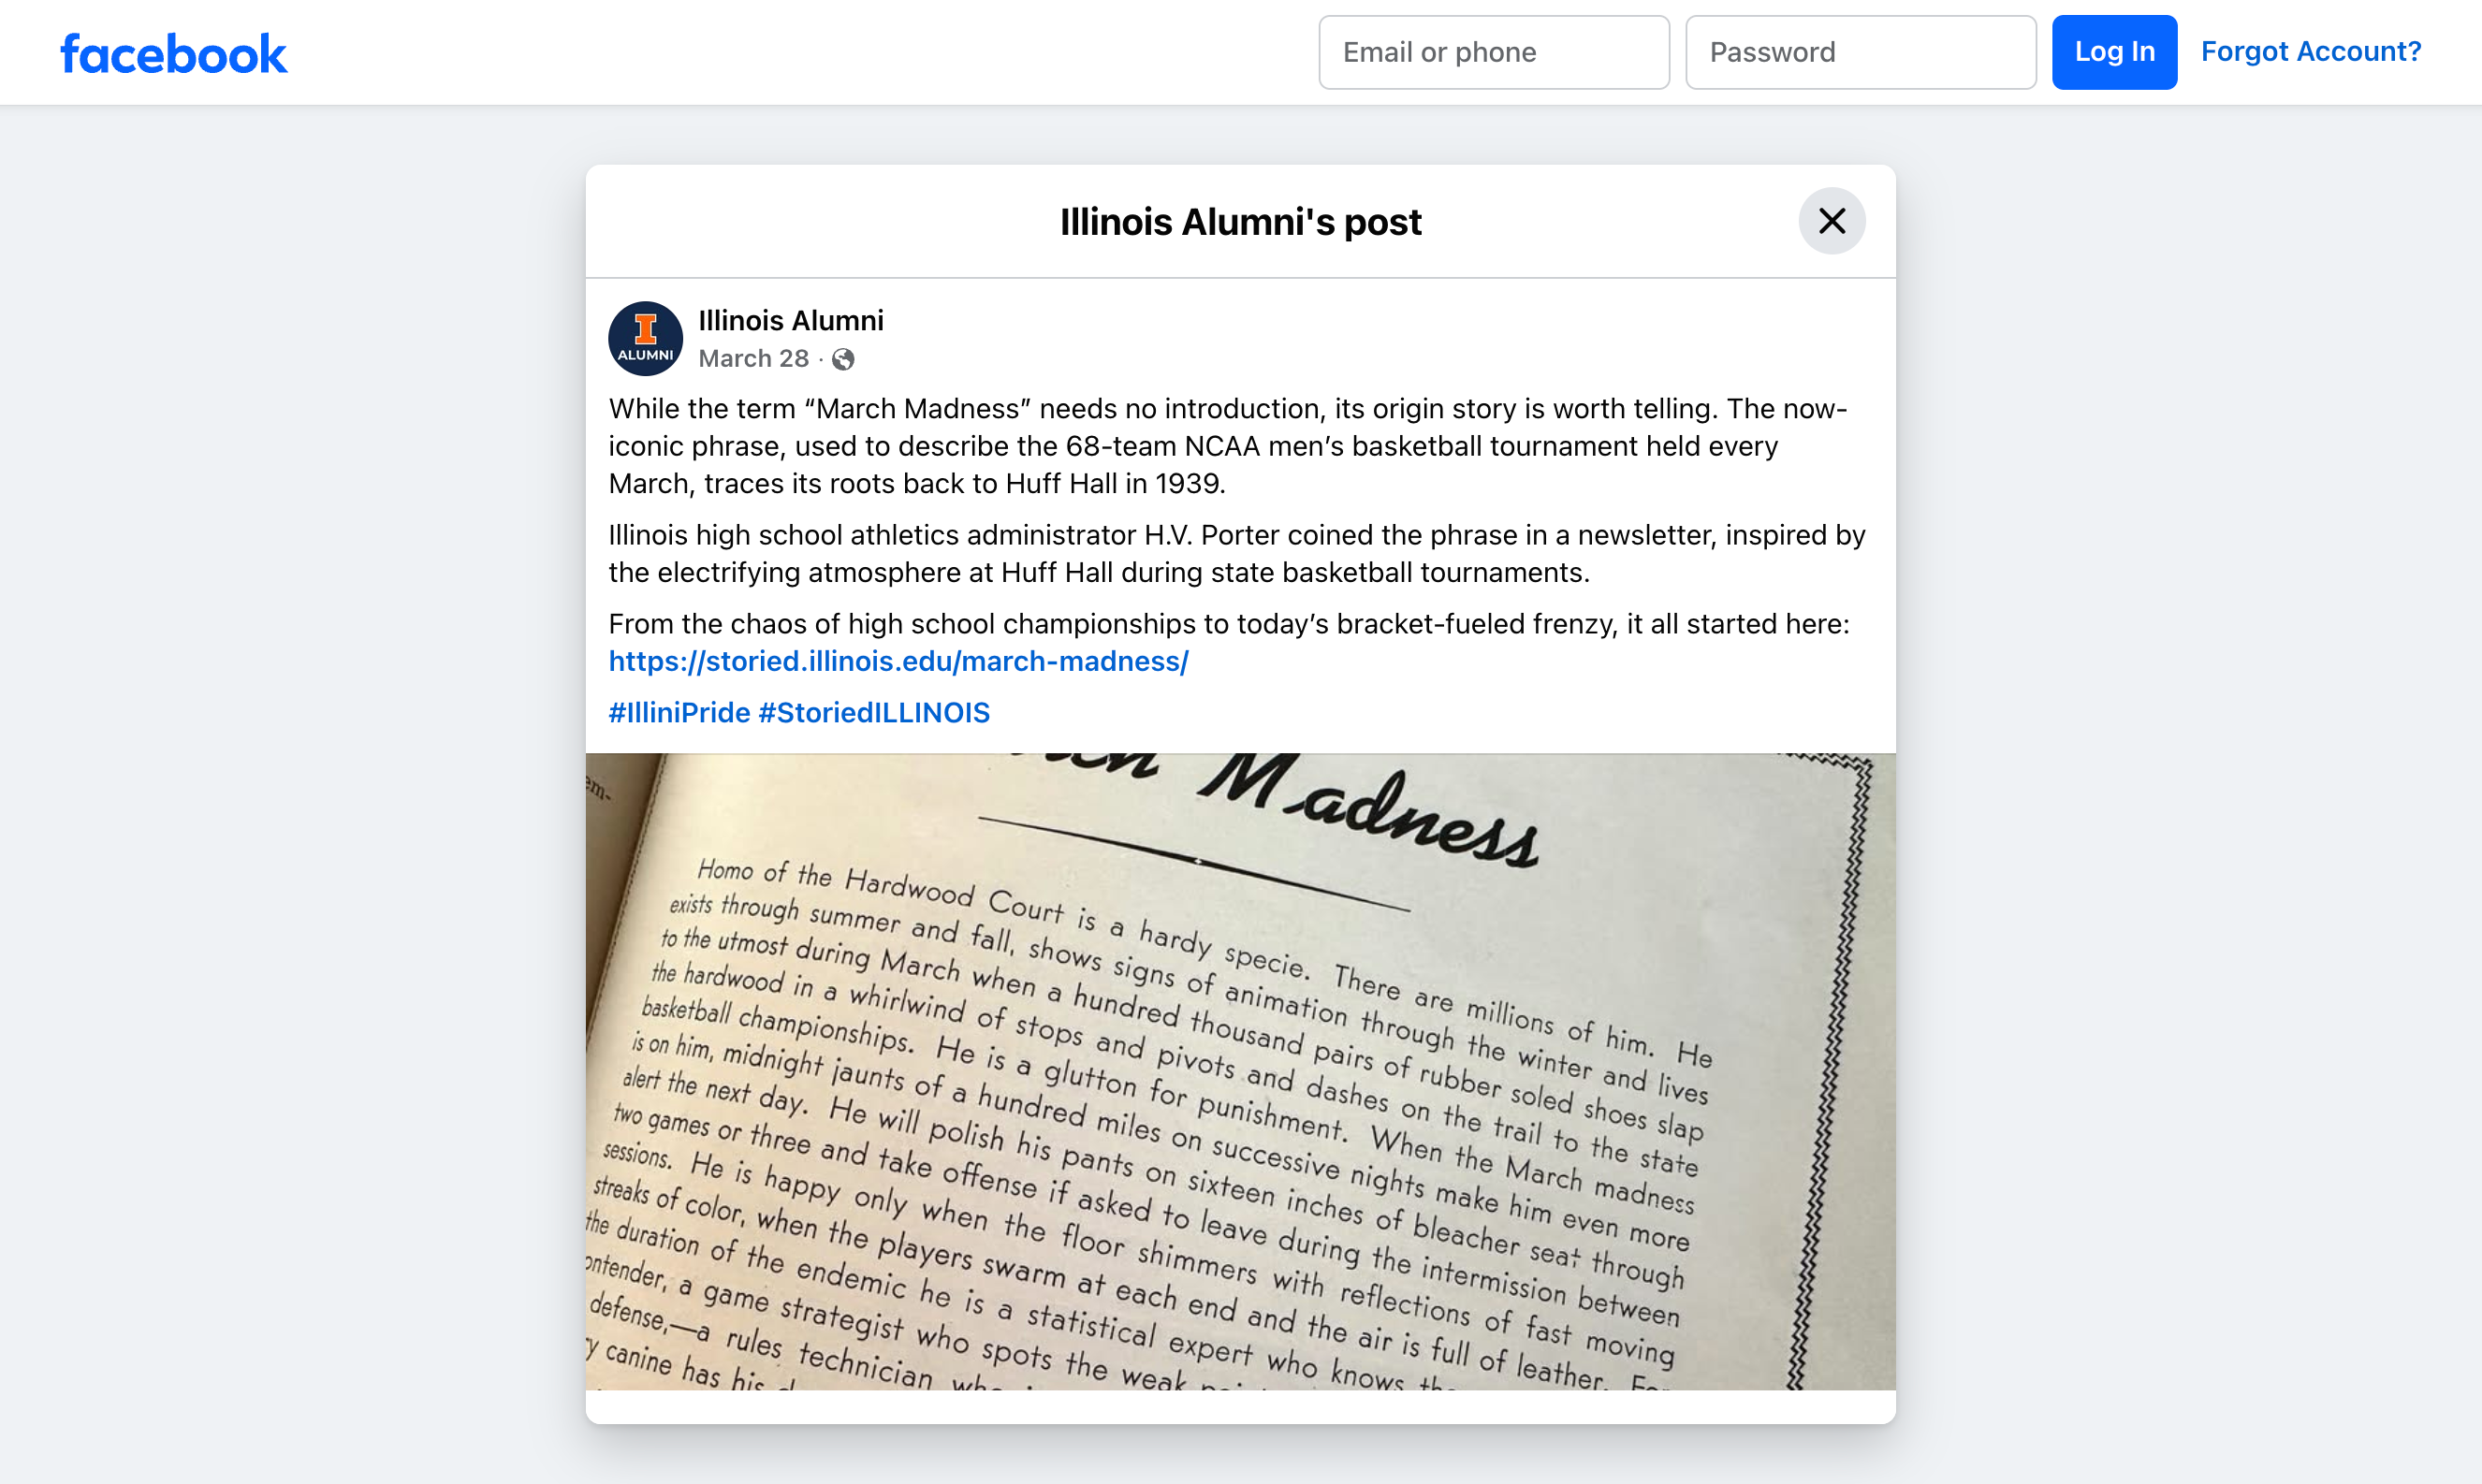 facebook
Email or phone
Password
Log In
Forgot Account?
Illinois Alumni's post
I
ALUMNI
Illinois Alumni
March 28 ·
While the term “March Madness” needs no introduction, its origin story is worth telling. The now-
iconic phrase, used to describe the 68-team NCAA men’s basketball tournament held every
March, traces its roots back to Huff Hall in 1939.
Illinois high school athletics administrator H.V. Porter coined the phrase in a newsletter, inspired by
the electrifying atmosphere at Huff Hall during state basketball tournaments.
From the chaos of high school championships to today’s bracket-fueled frenzy, it all started here:
https://storied.illinois.edu/march-madness/
#IlliniPride #StoriedILLINOIS
em-
Madness
Homo of the Hardwood Court is a hardy specie. There are millions of him. He
exists through summer and fall, shows signs of animation through the winter and lives
to the utmost during March when a hundred thousand pairs of rubber soled shoes slap
the hardwood in a whirlwind of stops and pivots and dashes on the trail to the state
basketball championships. He is a glutton for punishment. When the March madness
is on him, midnight jaunts of a hundred miles on successive nights make him even more
alert the next day. He will polish his pants on sixteen inches of bleacher seat through
two games or three and take offense if asked to leave during the intermission between
sessions. He is happy only when the floor shimmers with reflections of fast moving
streaks of color, when the players swarm at each end and the air is full of leather.
the duration of the endemic he is a statistical expert who knows
ontender, a game strategist who spots the weak
defense,—a rules technician
y canine has his